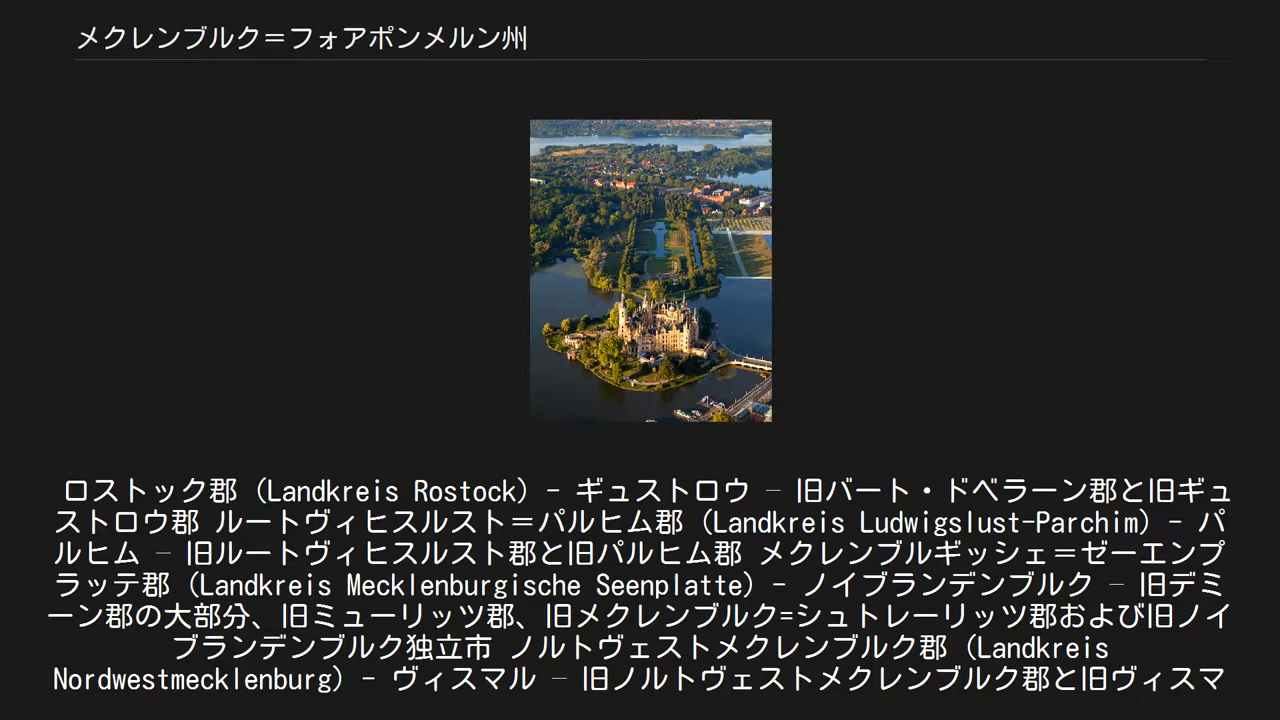 メクレンブルク＝フォアポンメルン州
ロストック郡（Landkreis Rostock）- ギュストロウ – 旧バート・ドベラーン郡と旧ギュ
ストロウ郡 ルートヴィヒスルスト＝パルヒム郡（Landkreis Ludwigslust-Parchim）- パ
ルヒム – 旧ルートヴィヒスルスト郡と旧パルヒム郡 メクレンブルギッシェ＝ゼーエンプ
ラッテ郡（Landkreis Mecklenburgische Seenplatte）- ノイブランデンブルク – 旧デミ
ーン郡の大部分、旧ミューリッツ郡、旧メクレンブルク=シュトレーリッツ郡および旧ノイ
ブランデンブルク独立市 ノルトヴェストメクレンブルク郡（Landkreis
Nordwestmecklenburg）- ヴィスマル – 旧ノルトヴェストメクレンブルク郡と旧ヴィスマ